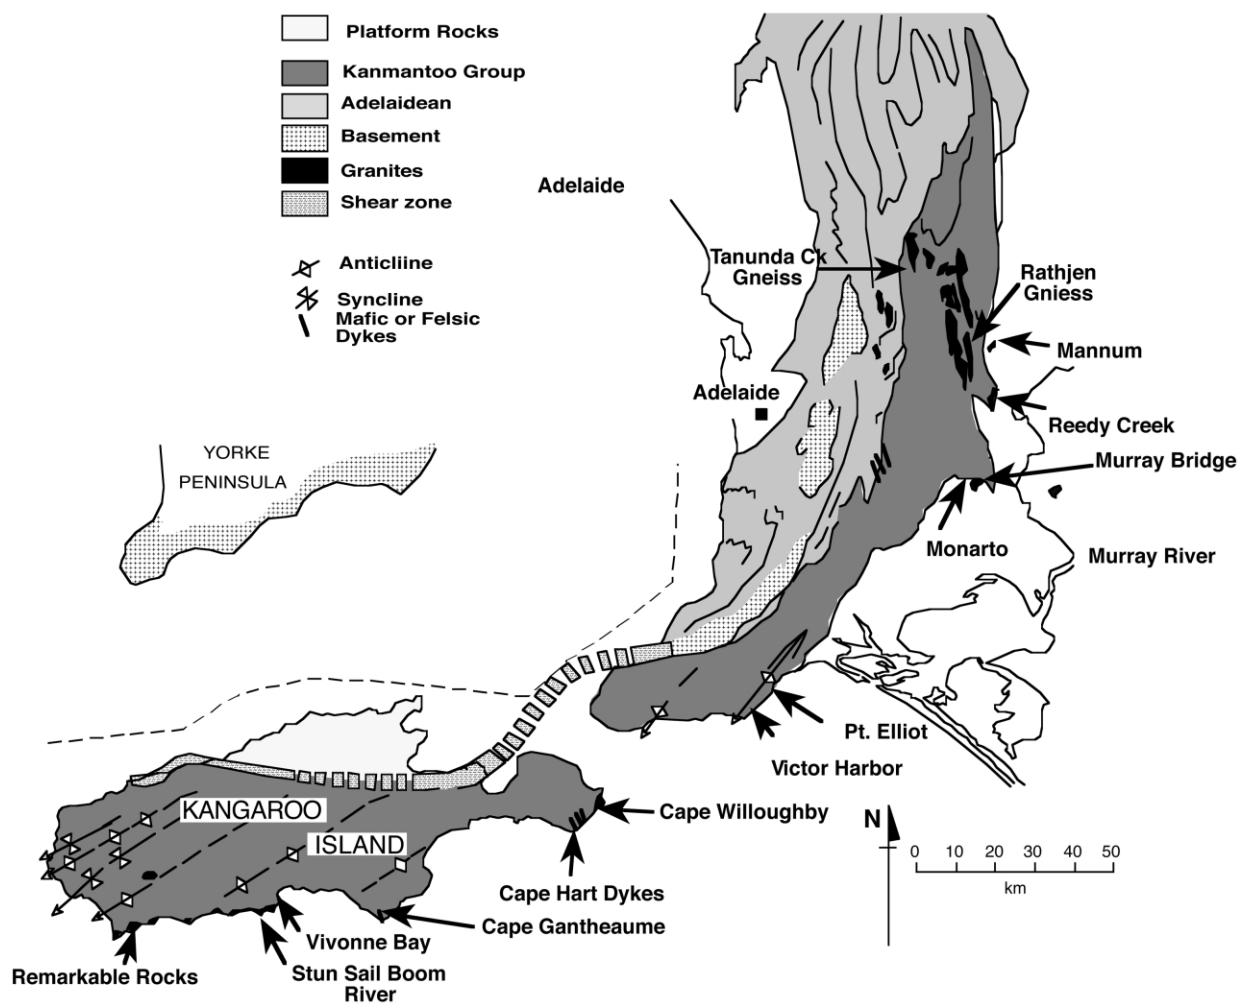 Platform Rocks
Kanmantoo Group
Adelaidean
Basement
Granites
Shear zone
Anticliine
Syncline
Mafic or Felsic
Dykes
Adelaide
Tanunda Ck
Gneiss
Rathjen
Gniess
Mannum
Adelaide
Reedy Creek
Murray Bridge
Monarto
Murray River
YORKE
PENINSULA
Pt. Elliot
Victor Harbor
KANGAROO
ISLAND
Cape Willoughby
Cape Hart Dykes
Cape Gantheaume
Vivonne Bay
Stun Sail Boom
River
Remarkable Rocks
N
0 10 20 30 40 50
km